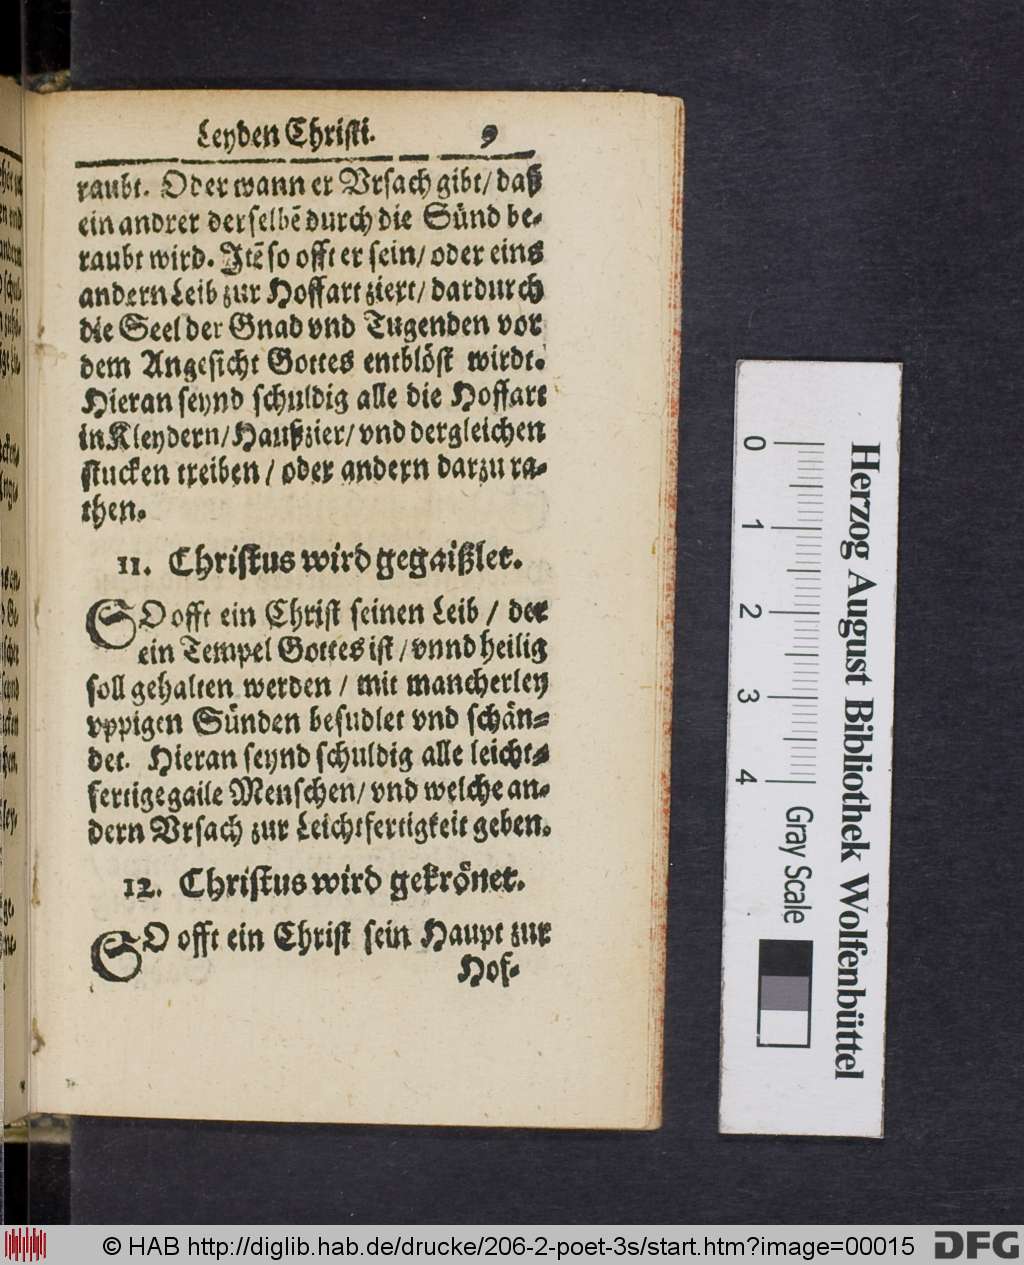 Leyden Christi. 9
raubt. Oder wann er Vrsach gibt/ daß
ein andrer derselbẽ durch die Sünd be-
raubt wird. Jtẽ so offt er sein/ oder eins
andern Leib zur Hoffart ziert/ dardurch
die Seel der Gnad vnd Tugenden vor
dem Angesicht Gottes entblöst wirdt.
Hieran seynd schuldig alle die Hoffart
in Kleydern/ Haußzier/ vnd dergleichen
stucken treiben/ oder andern darzu ra-
then.
11. Christus wird gegaißlet.
SO offt ein Christ seinen Leib/ der
ein Tempel Gottes ist/ vnnd heilig
soll gehalten werden/ mit mancherley
vppigen Sünden besudlet vnd schän-
det. Hieran seynd schuldig alle leicht-
fertige gaile Menschen/ vnd welche an-
dern Vrsach zur Leichtfertigkeit geben.
12. Christus wird gekrönet.
SO offt ein Christ sein Haupt zur
Hof-
0 1 2 3 4
Gray Scale
Herzog August Bibliothek Wolfenbüttel
© HAB http://diglib.hab.de/drucke/206-2-poet-3s/start.htm?image=00015
DFG